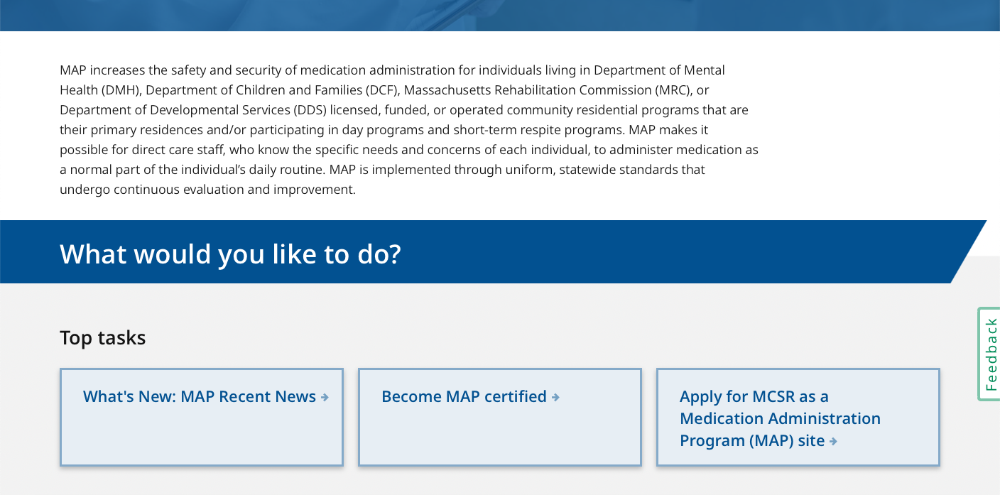 MAP increases the safety and security of medication administration for individuals living in Department of Mental
Health (DMH), Department of Children and Families (DCF), Massachusetts Rehabilitation Commission (MRC), or
Department of Developmental Services (DDS) licensed, funded, or operated community residential programs that are
their primary residences and/or participating in day programs and short-term respite programs. MAP makes it
possible for direct care staff, who know the specific needs and concerns of each individual, to administer medication as
a normal part of the individual’s daily routine. MAP is implemented through uniform, statewide standards that
undergo continuous evaluation and improvement.
What would you like to do?
Top tasks
What's New: MAP Recent News
Become MAP certified
Apply for MCSR as a
Medication Administration
Program (MAP) site
Feedback